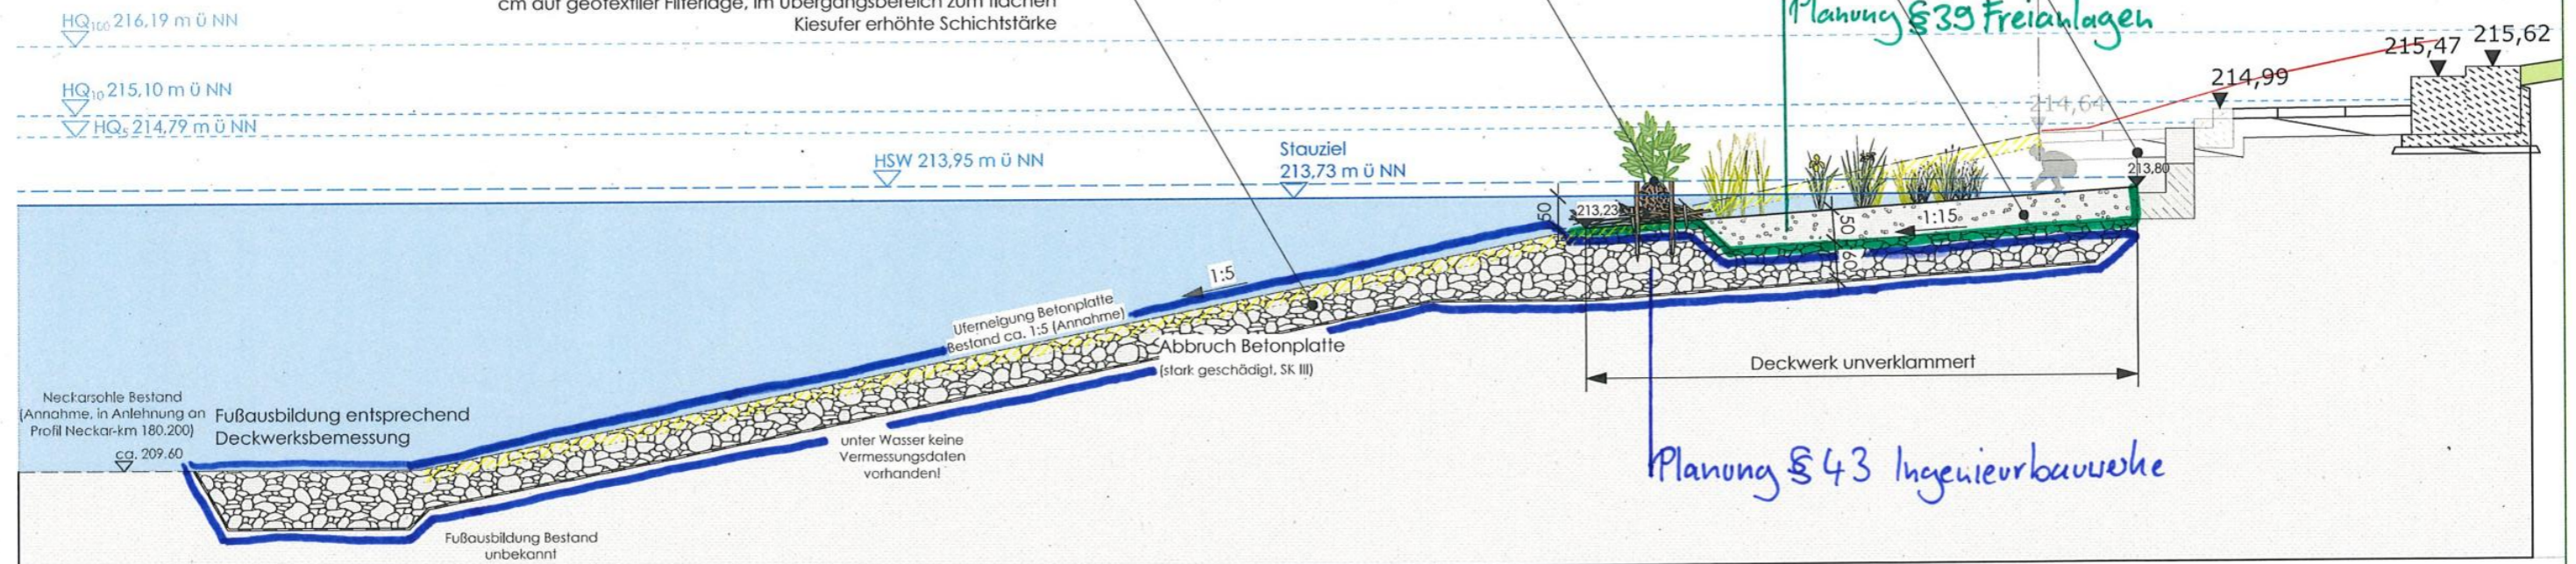 HQ₁₀₀ 216,19 m ü NN
cm auf geotextiler Filterlage, im Übergangsbereich zum flachen
Kiesufer erhöhte Schichtstärke
Planung §39 Freianlagen
215,47
215,62
214,99
214,64
HQ₁₀ 215,10 m ü NN
HQ₅ 214,79 m ü NN
HSW 213,95 m ü NN
Stauziel
213,73 m ü NN
213,80
50
213,23
1:15
50
60
1:5
Uferneigung Betonplatte
Bestand ca. 1:5 (Annahme)
Abbruch Betonplatte
(stark geschädigt, SK III)
Deckwerk unverklammert
Neckarsohle Bestand
(Annahme, in Anlehnung an
Profil Neckar-km 180.200)
ca. 209.60
Fußausbildung entsprechend
Deckwerksbemessung
unter Wasser keine
Vermessungsdaten
vorhanden!
Planung § 43 Ingenieurbauwerke
Fußausbildung Bestand
unbekannt